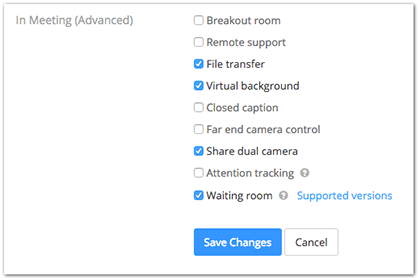 In Meeting (Advanced)
Breakout room
Remote support
File transfer
Virtual background
Closed caption
Far end camera control
Share dual camera
Attention tracking ?
Waiting room ? Supported versions
Save Changes Cancel